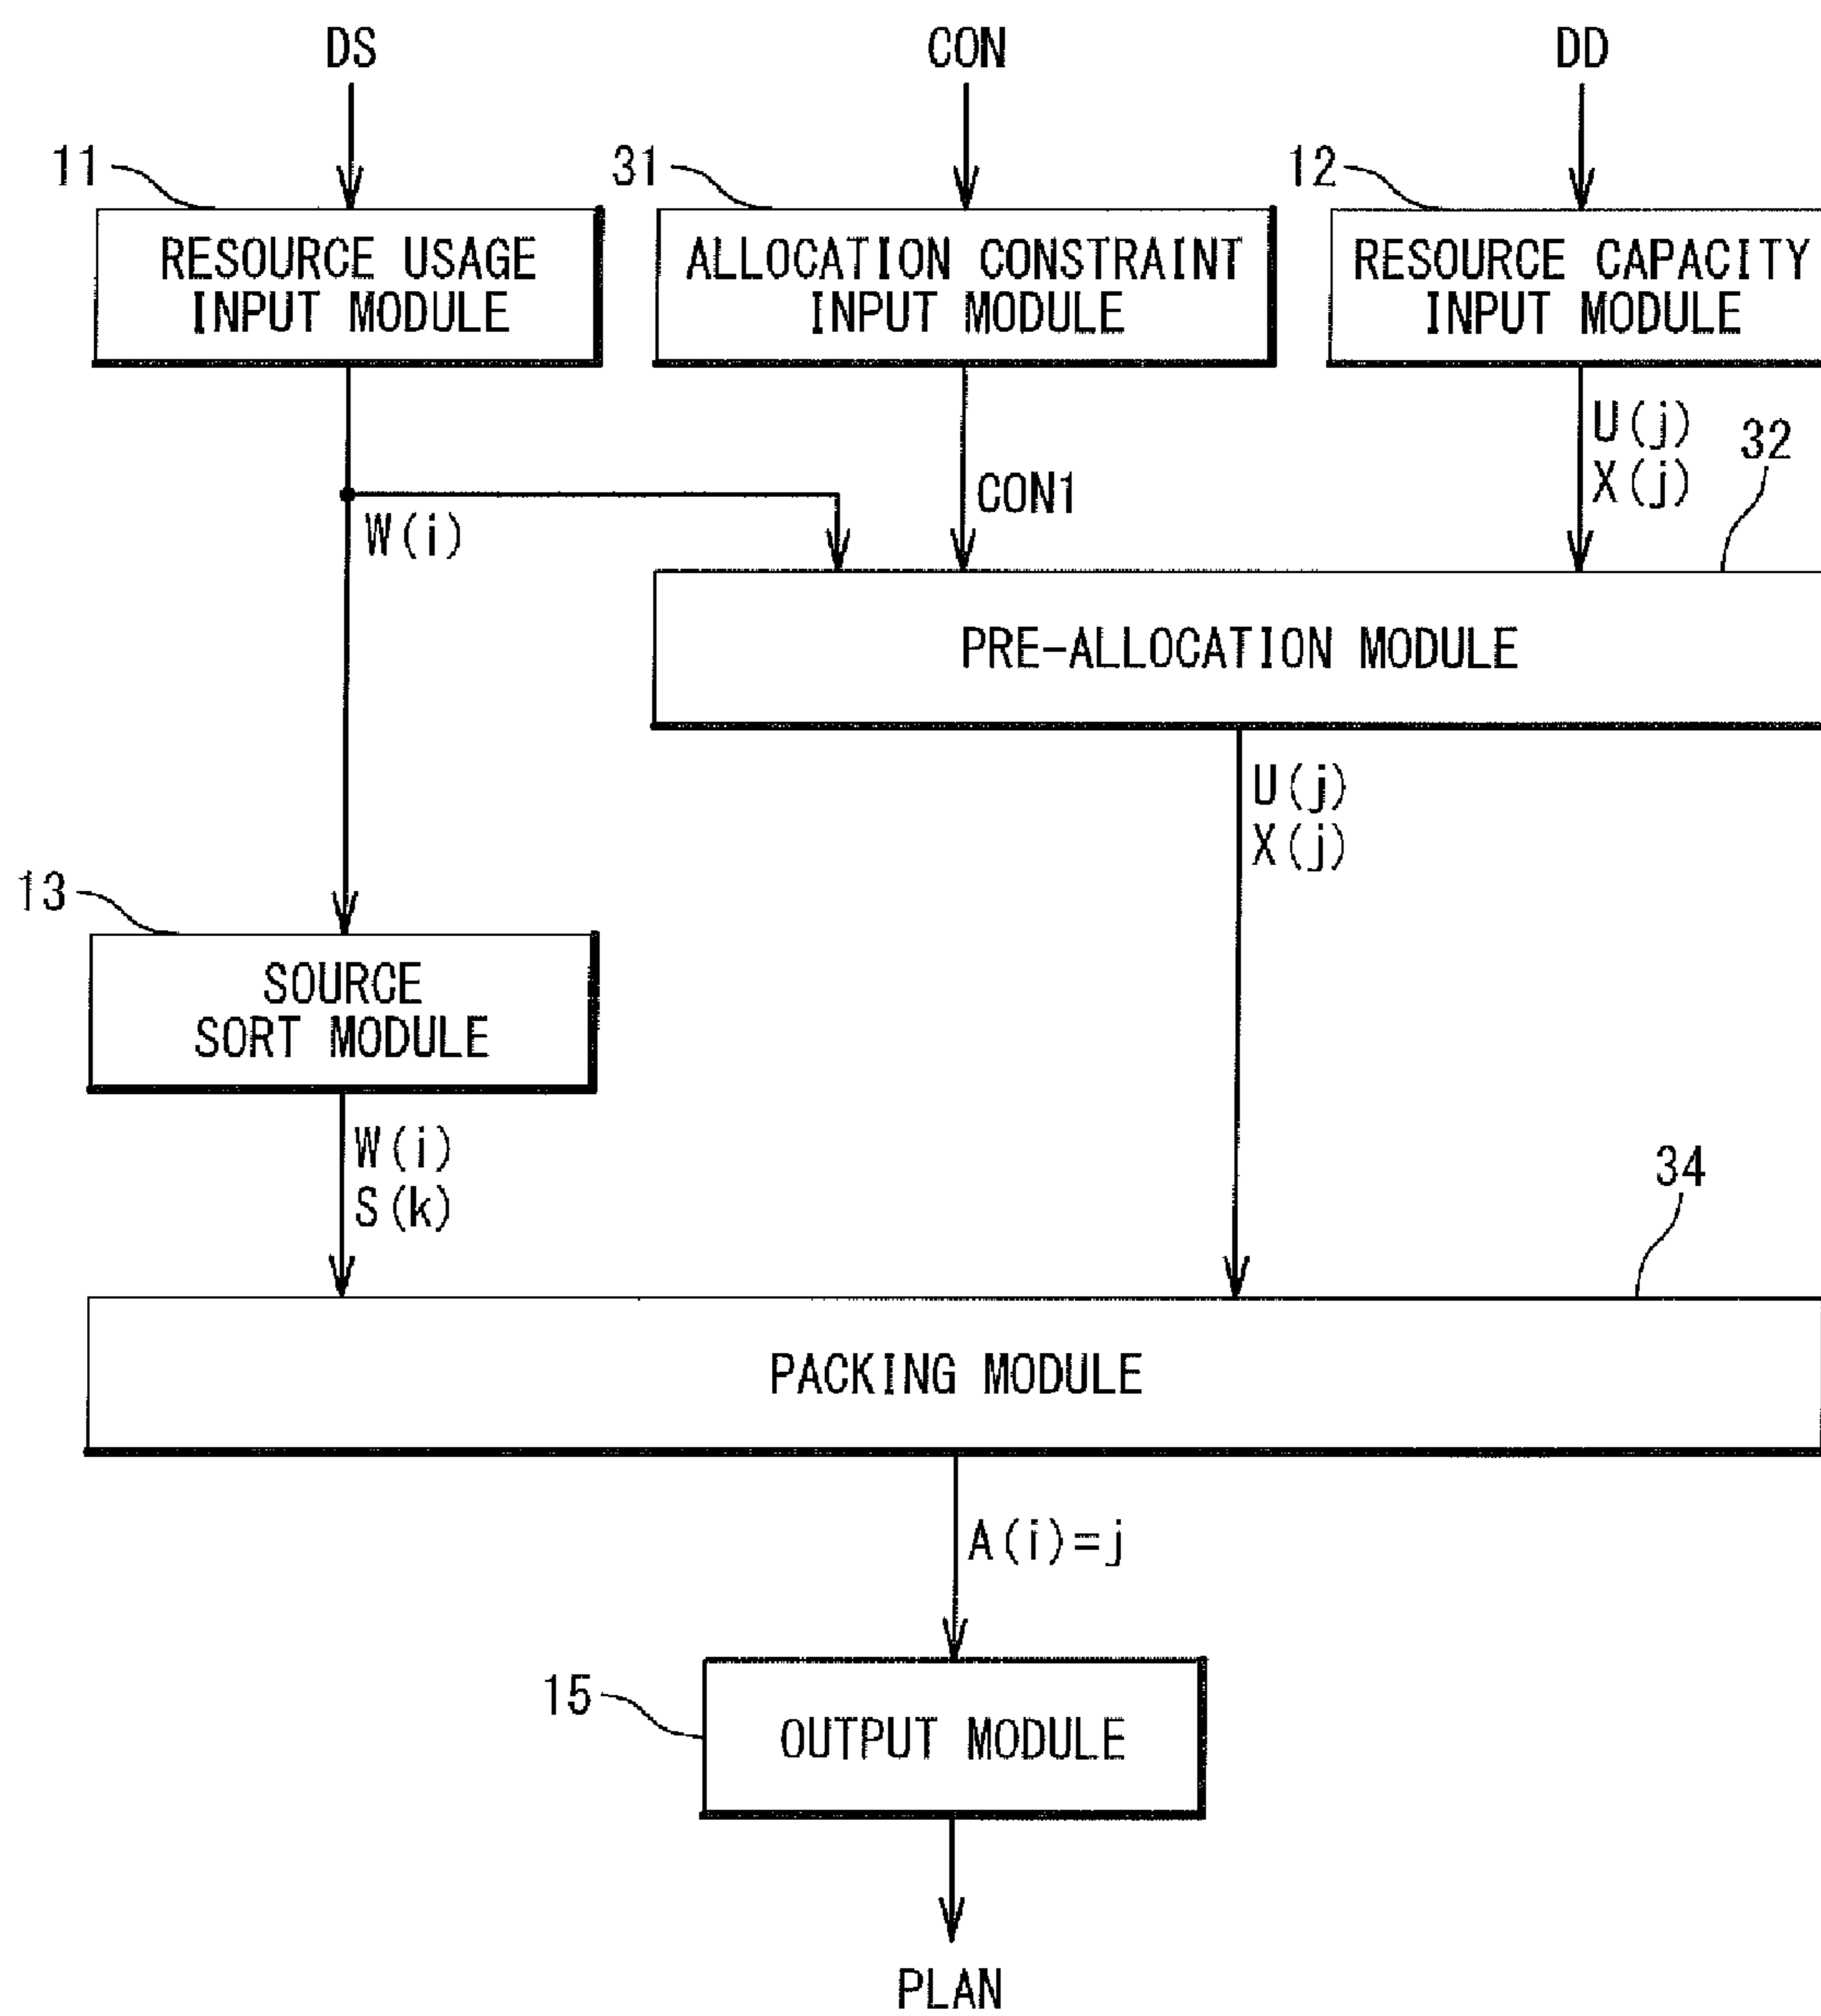 DS
CON
DD
11
31
12
RESOURCE USAGE
INPUT MODULE
ALLOCATION CONSTRAINT
INPUT MODULE
RESOURCE CAPACITY
INPUT MODULE
U(j)
X(j)
32
W(i)
CON1
PRE-ALLOCATION MODULE
U(j)
X(j)
13
SOURCE
SORT MODULE
W(i)
S(k)
34
PACKING MODULE
A(i)=j
15
OUTPUT MODULE
PLAN